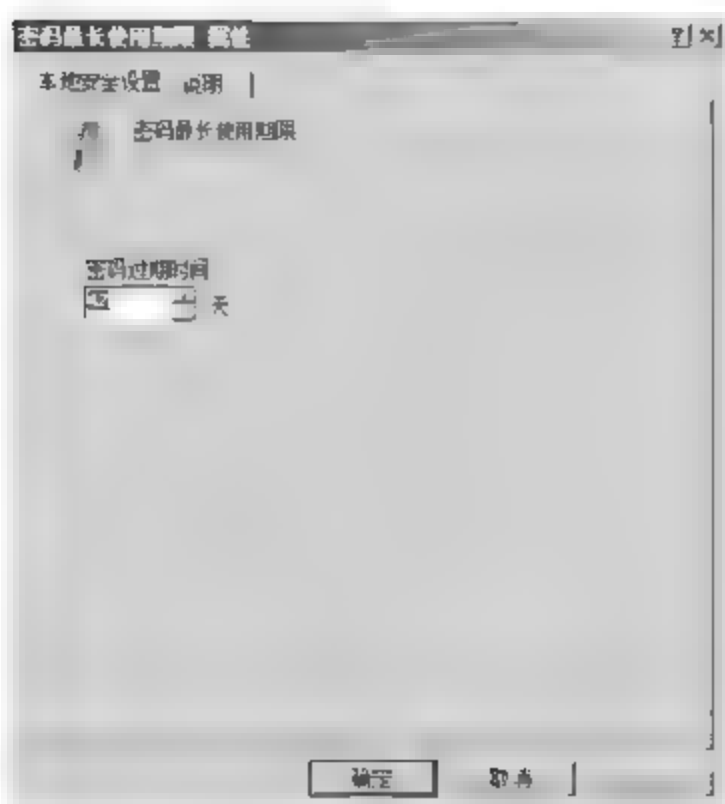 密码最长使用期限 属性
本地安全设置 说明
密码最长使用期限
密码过期时间
天
确定 取消